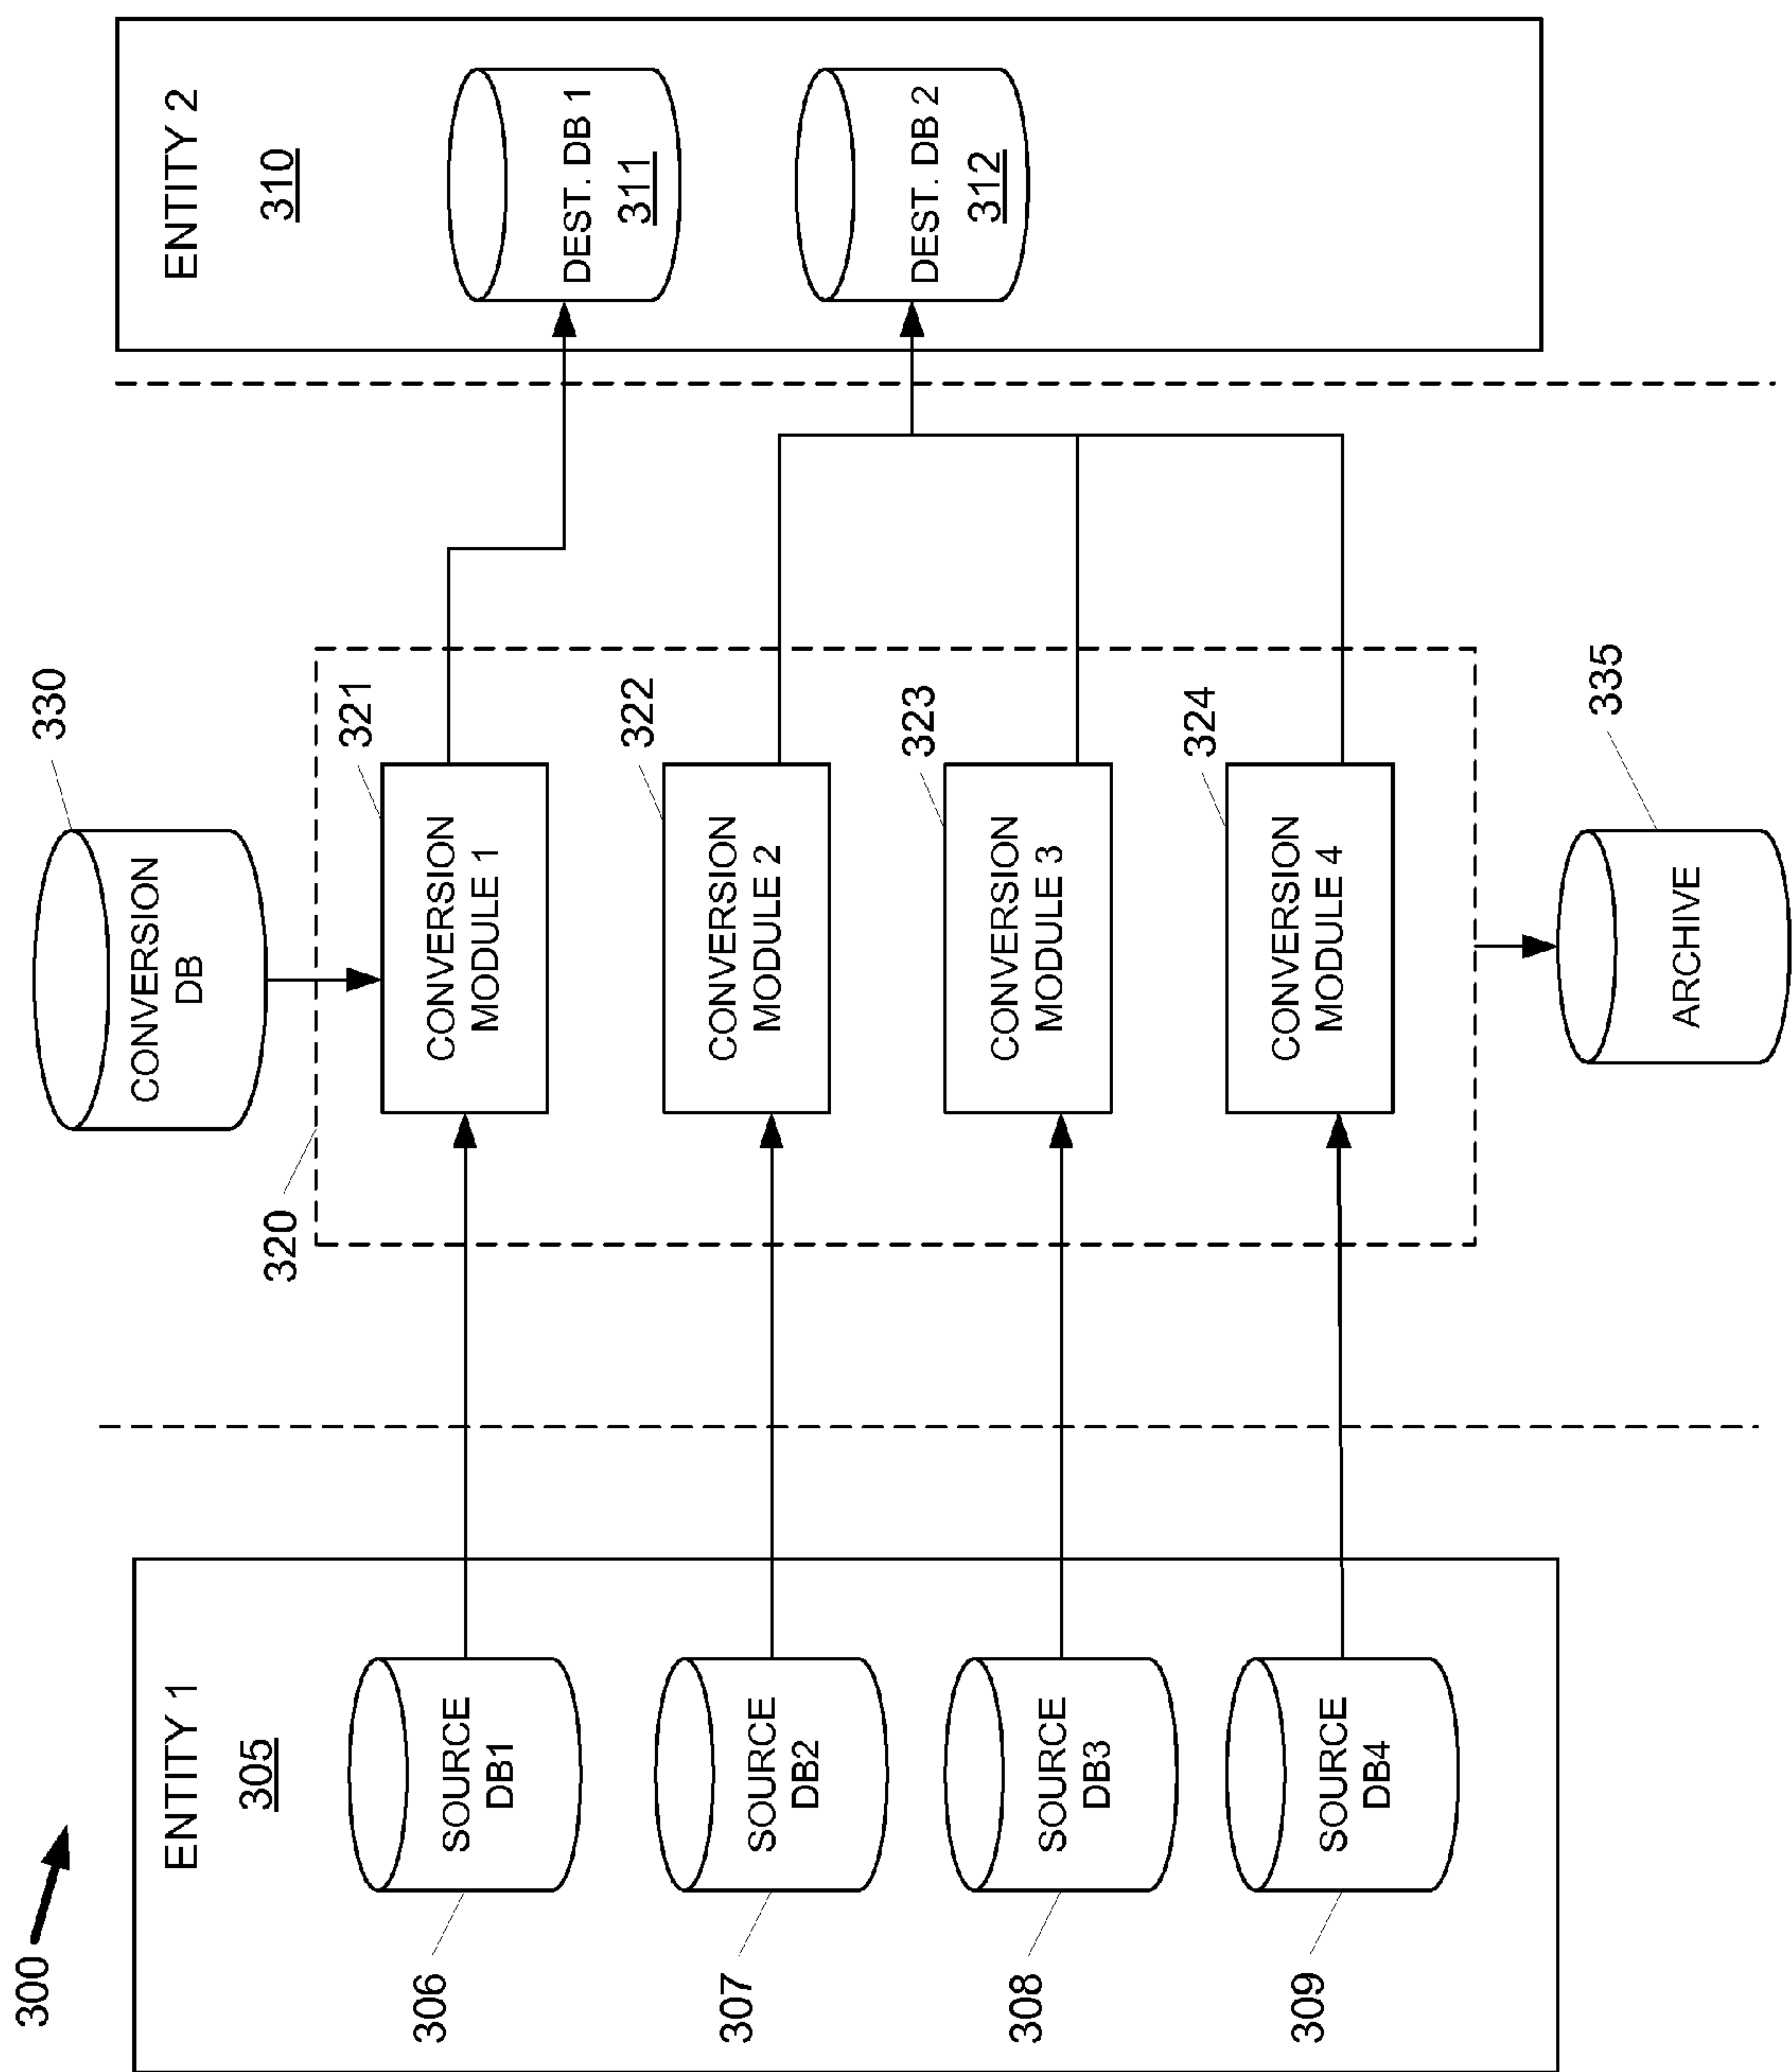 300
ENTITY 1
305
SOURCE
DB1
306
SOURCE
DB2
307
SOURCE
DB3
308
SOURCE
DB4
309
CONVERSION
DB
330
320
CONVERSION
MODULE 1
321
CONVERSION
MODULE 2
322
CONVERSION
MODULE 3
323
CONVERSION
MODULE 4
324
ARCHIVE
335
ENTITY 2
310
DEST. DB 1
311
DEST. DB 2
312